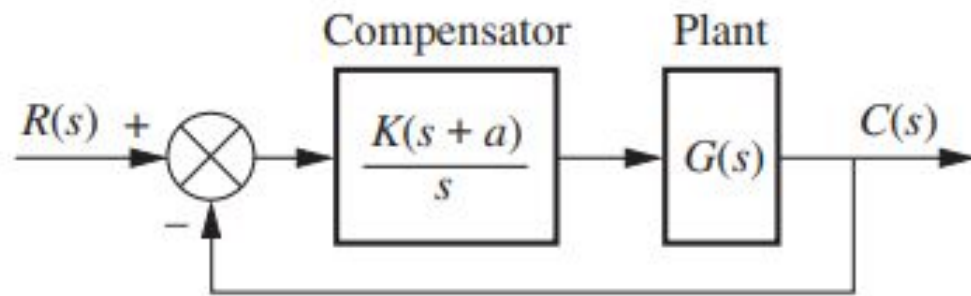 Compensator Plant
R(s) + K(s + a) C(s)
G(s)
s
−